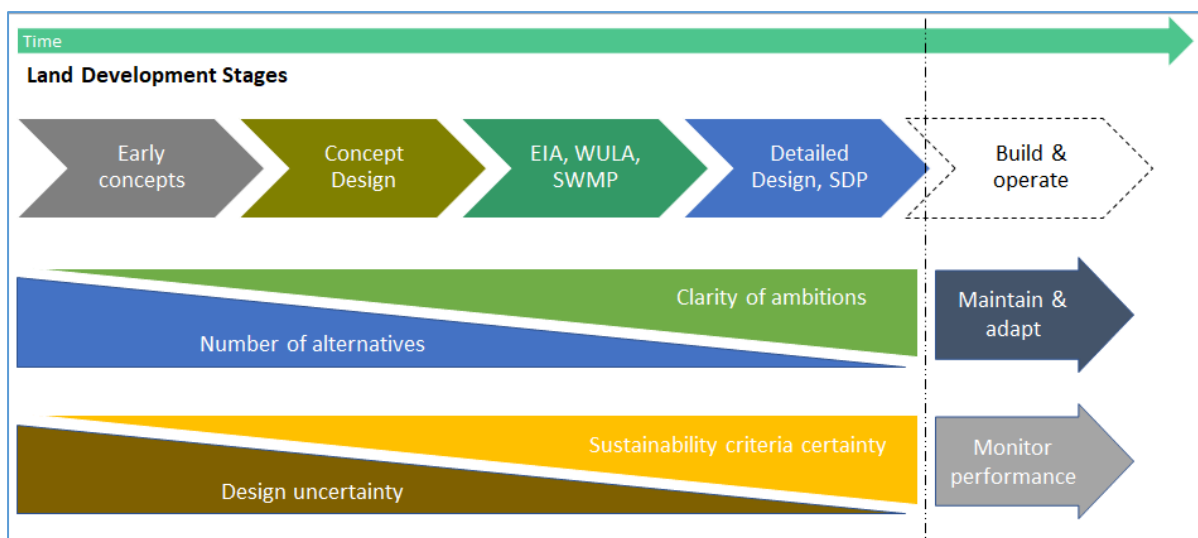 Time
Land Development Stages
Early
concepts
Concept
Design
EIA, WULA,
SWMP
Detailed
Design, SDP
Build &
operate
Clarity of ambitions
Number of alternatives
Maintain &
adapt
Sustainability criteria certainty
Design uncertainty
Monitor
performance